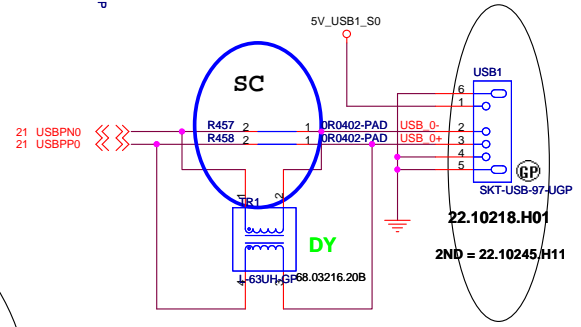 P
5V_USB1_S0
USB1
SC
6
1
R457 2 1 0R0402-PAD USB_0- 2
21 USBPN0
R458 2 1 0R0402-PAD USB_0+ 3
21 USBPP0
4
5
GP
SKT-USB-97-UGP
1 2
TR1
22.10218.H01
DY
2ND = 22.10245.H11
L-63UH-GP 68.03216.20B